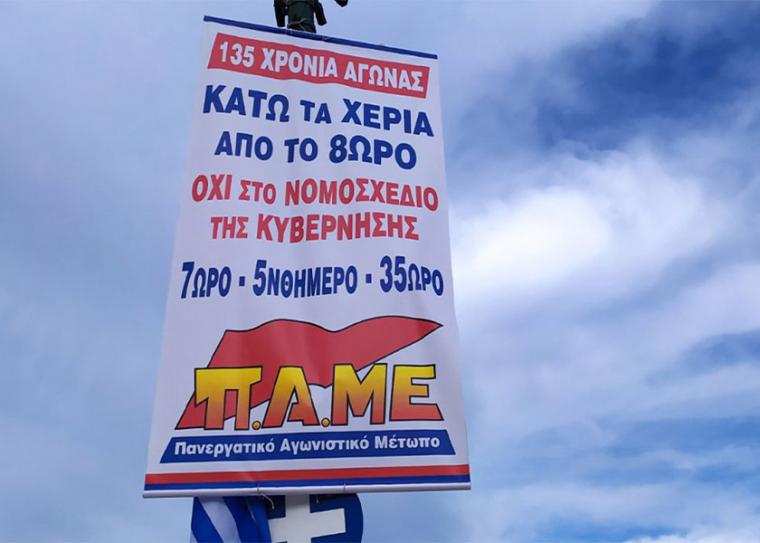 135 ΧΡΟΝΙΑ ΑΓΩΝΑΣ
ΚΑΤΩ ΤΑ ΧΕΡΙΑ
ΑΠΟ ΤΟ 8ΩΡΟ
ΟΧΙ ΣΤΟ ΝΟΜΟΣΧΕΔΙΟ
ΤΗΣ ΚΥΒΕΡΝΗΣΗΣ
7ΩΡΟ - 5ΝΘΗΜΕΡΟ - 35ΩΡΟ
Π.Α.ΜΕ
Πανεργατικό Αγωνιστικό Μέτωπο